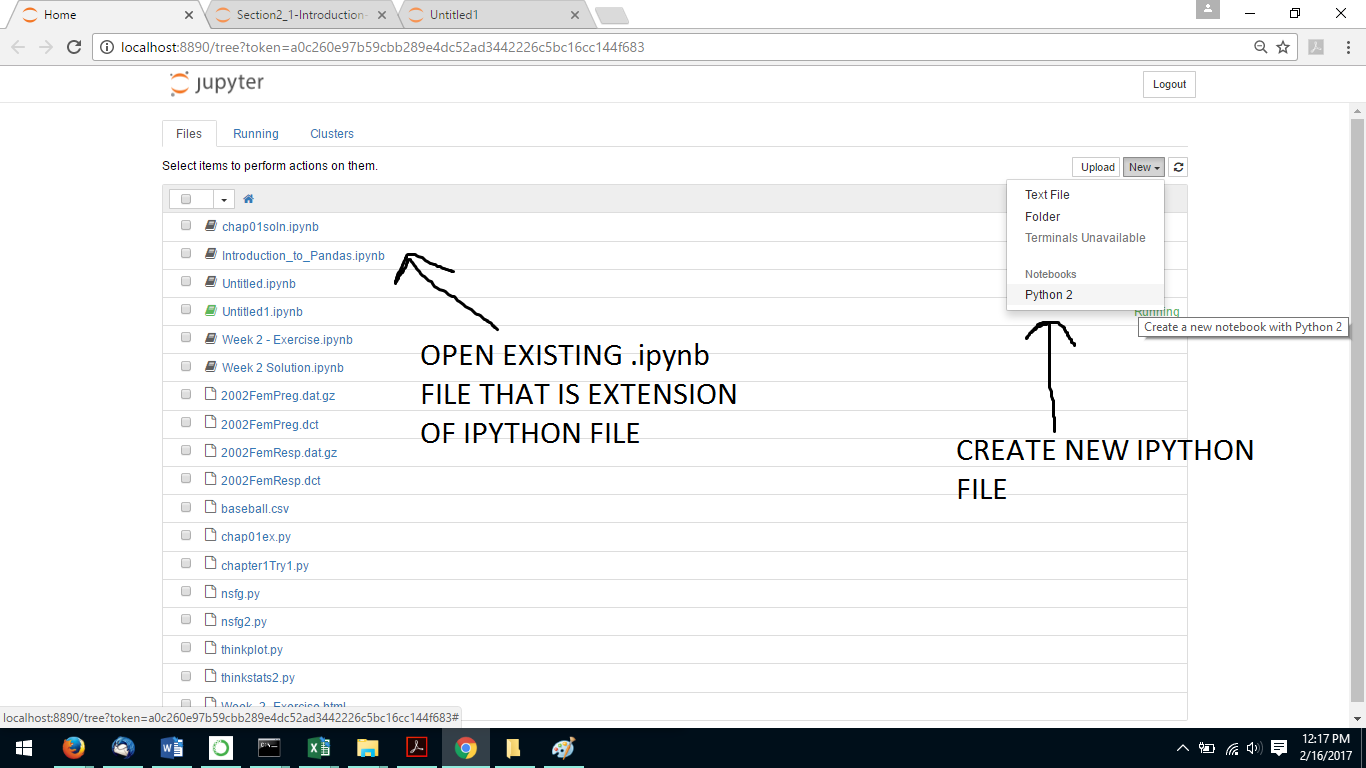 Home
Section2_1-Introduction-
Untitled1
localhost:8890/tree?token=a0c260e97b59cbb289e4dc52ad3442226c5bc16cc144f683
jupyter
Logout
Files Running Clusters
Select items to perform actions on them.
Upload New
Text File
Folder
Terminals Unavailable
Notebooks
Python 2
Running
Create a new notebook with Python 2
chap01soln.ipynb
Introduction_to_Pandas.ipynb
Untitled.ipynb
Untitled1.ipynb
Week 2 - Exercise.ipynb
Week 2 Solution.ipynb
2002FemPreg.dat.gz
2002FemPreg.dct
2002FemResp.dat.gz
2002FemResp.dct
baseball.csv
chap01ex.py
chapter1Try1.py
nsfg.py
nsfg2.py
thinkplot.py
thinkstats2.py
Week_2_Exercise.html
OPEN EXISTING .ipynb
FILE THAT IS EXTENSION
OF IPYTHON FILE
CREATE NEW IPYTHON
FILE
localhost:8890/tree?token=a0c260e97b59cbb289e4dc52ad3442226c5bc16cc144f683#
12:17 PM
2/16/2017